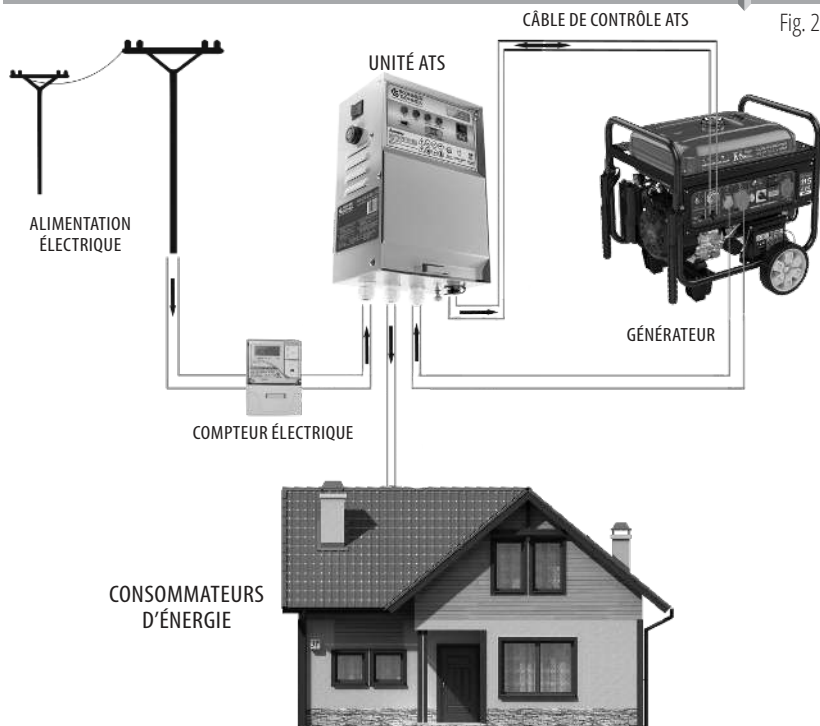 CÂBLE DE CONTRÔLE ATS
Fig. 2
UNITÉ ATS
ALIMENTATION
ÉLECTRIQUE
GÉNÉRATEUR
COMPTEUR ÉLECTRIQUE
CONSOMMATEURS
D'ÉNERGIE